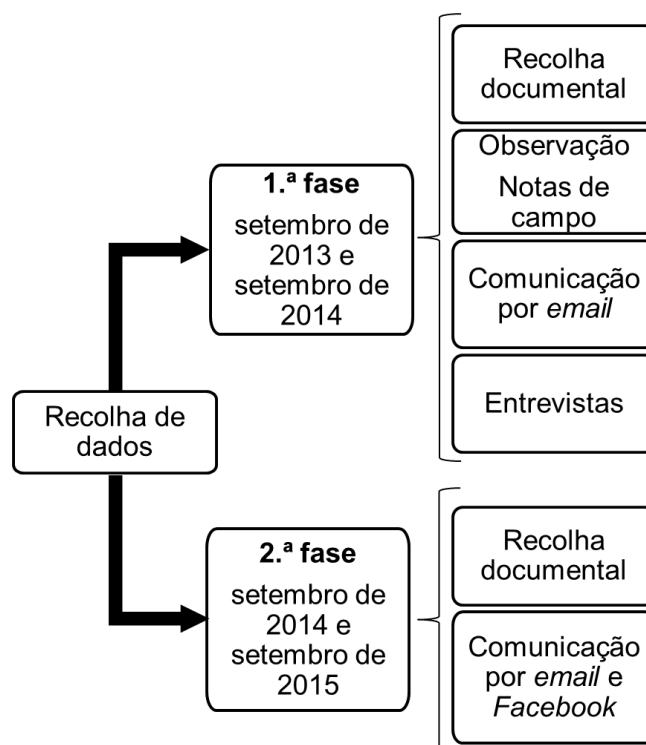 Recolha de
dados
1.ª fase
setembro de
2013 e
setembro de
2014
Recolha
documental
Observação
Notas de
campo
Comunicação
por email
Entrevistas
2.ª fase
setembro de
2014 e
setembro de
2015
Recolha
documental
Comunicação
por email e
Facebook